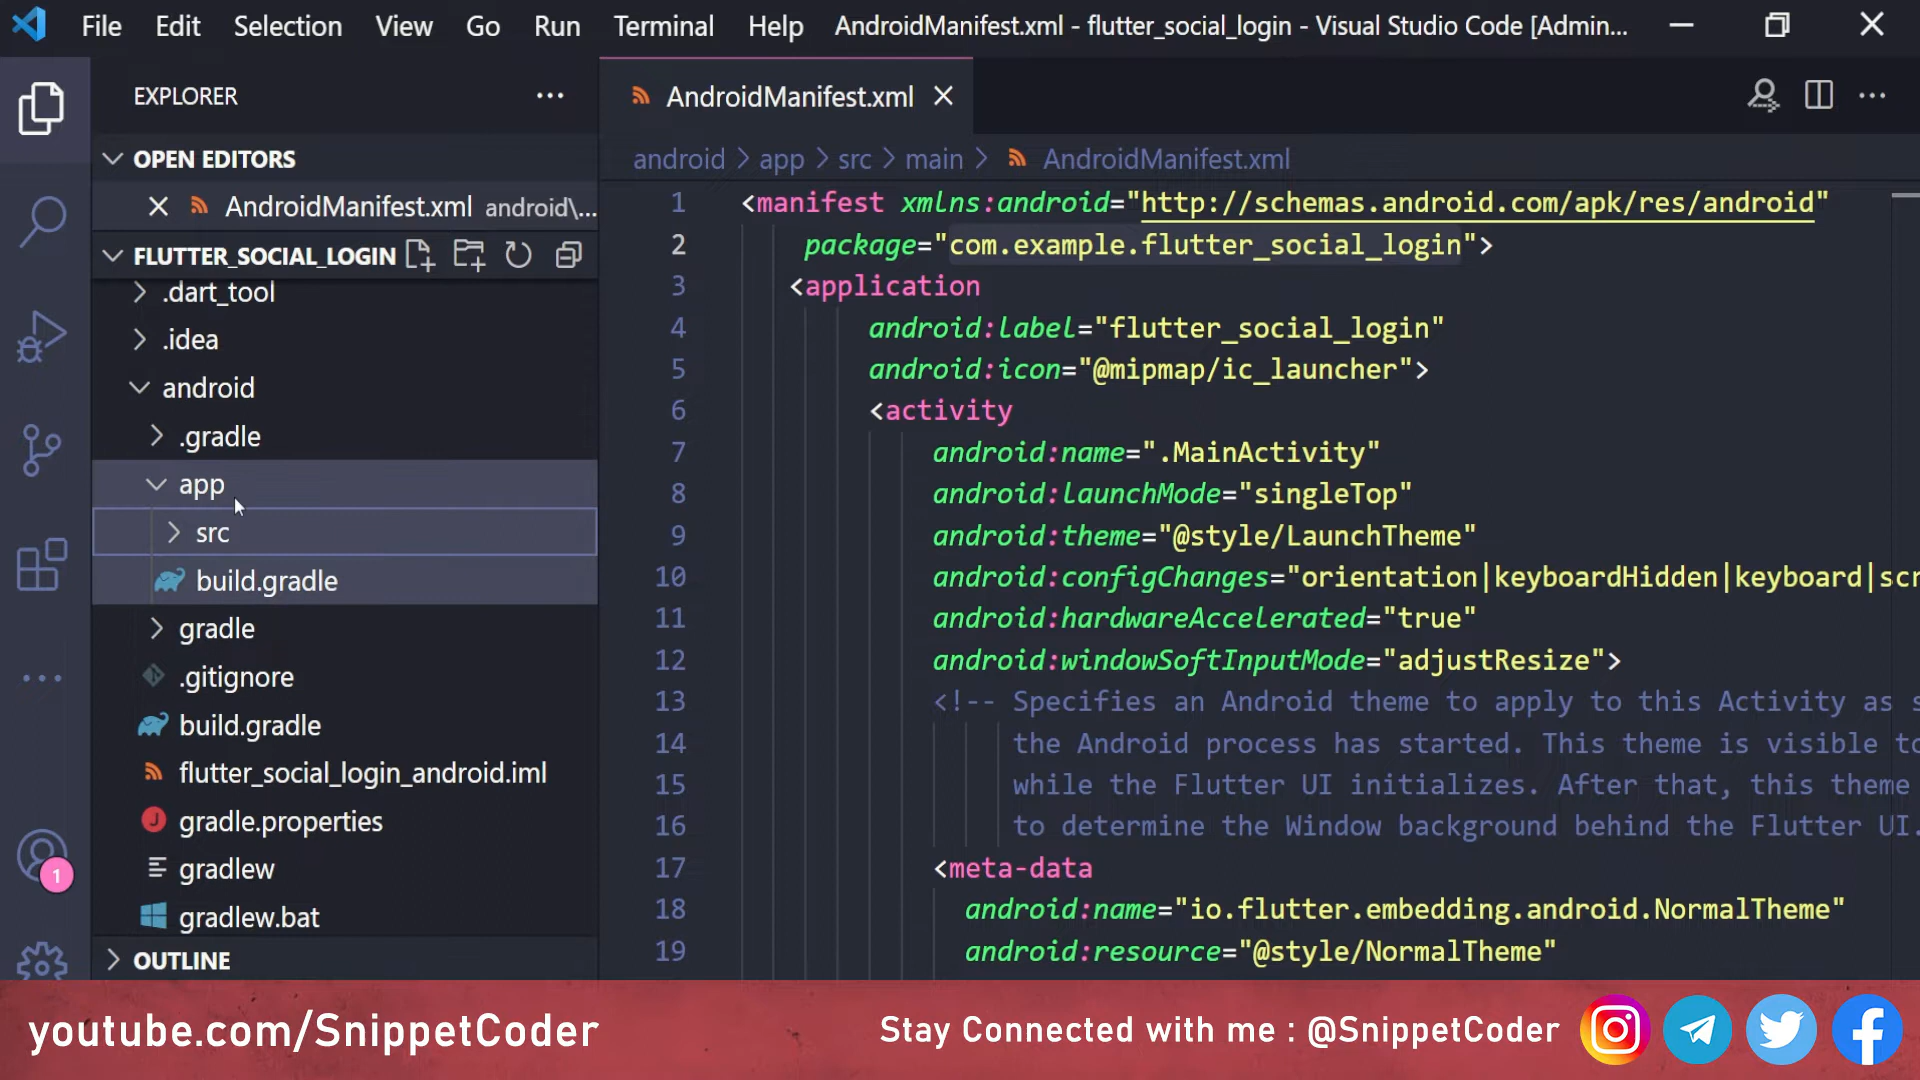 File Edit Selection View Go Run Terminal Help AndroidManifest.xml - flutter_social_login - Visual Studio Code [Admin...
EXPLORER
OPEN EDITORS
AndroidManifest.xml android\...
FLUTTER_SOCIAL_LOGIN
.dart_tool
.idea
android
.gradle
app
src
build.gradle
gradle
.gitignore
build.gradle
flutter_social_login_android.iml
gradle.properties
gradlew
gradlew.bat
OUTLINE
1
AndroidManifest.xml
android > app > src > main > AndroidManifest.xml
1 <manifest xmlns:android="http://schemas.android.com/apk/res/android"
2 package="com.example.flutter_social_login">
3 <application
4 android:label="flutter_social_login"
5 android:icon="@mipmap/ic_launcher">
6 <activity
7 android:name=".MainActivity"
8 android:launchMode="singleTop"
9 android:theme="@style/LaunchTheme"
10 android:configChanges="orientation|keyboardHidden|keyboard|scr
11 android:hardwareAccelerated="true"
12 android:windowSoftInputMode="adjustResize">
13 <!-- Specifies an Android theme to apply to this Activity as s
14 the Android process has started. This theme is visible to
15 while the Flutter UI initializes. After that, this theme
16 to determine the Window background behind the Flutter UI.
17 <meta-data
18 android:name="io.flutter.embedding.android.NormalTheme"
19 android:resource="@style/NormalTheme"
youtube.com/SnippetCoder
Stay Connected with me : @SnippetCoder